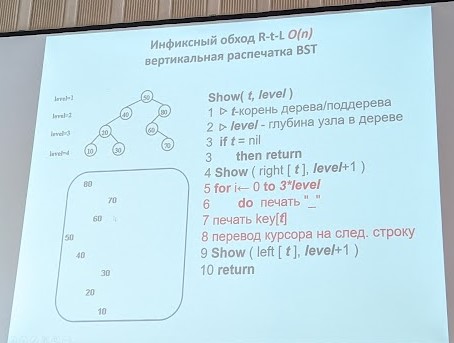 Инфиксный обход R-t-L O(n)
вертикальная распечатка BST
level=1
level=2
level=3
level=4
50
40
80
20
60
10
30
70
80
70
60
50
40
30
20
10
Show( t, level )
1 ▷ t-корень дерева/поддерева
2 ▷ level - глубина узла в дереве
3 if t = nil
3 then return
4 Show ( right [ t ], level+1 )
5 for i← 0 to 3*level
6 do печать "_"
7 печать key[t]
8 перевод курсора на след. строку
9 Show ( left [ t ], level+1 )
10 return